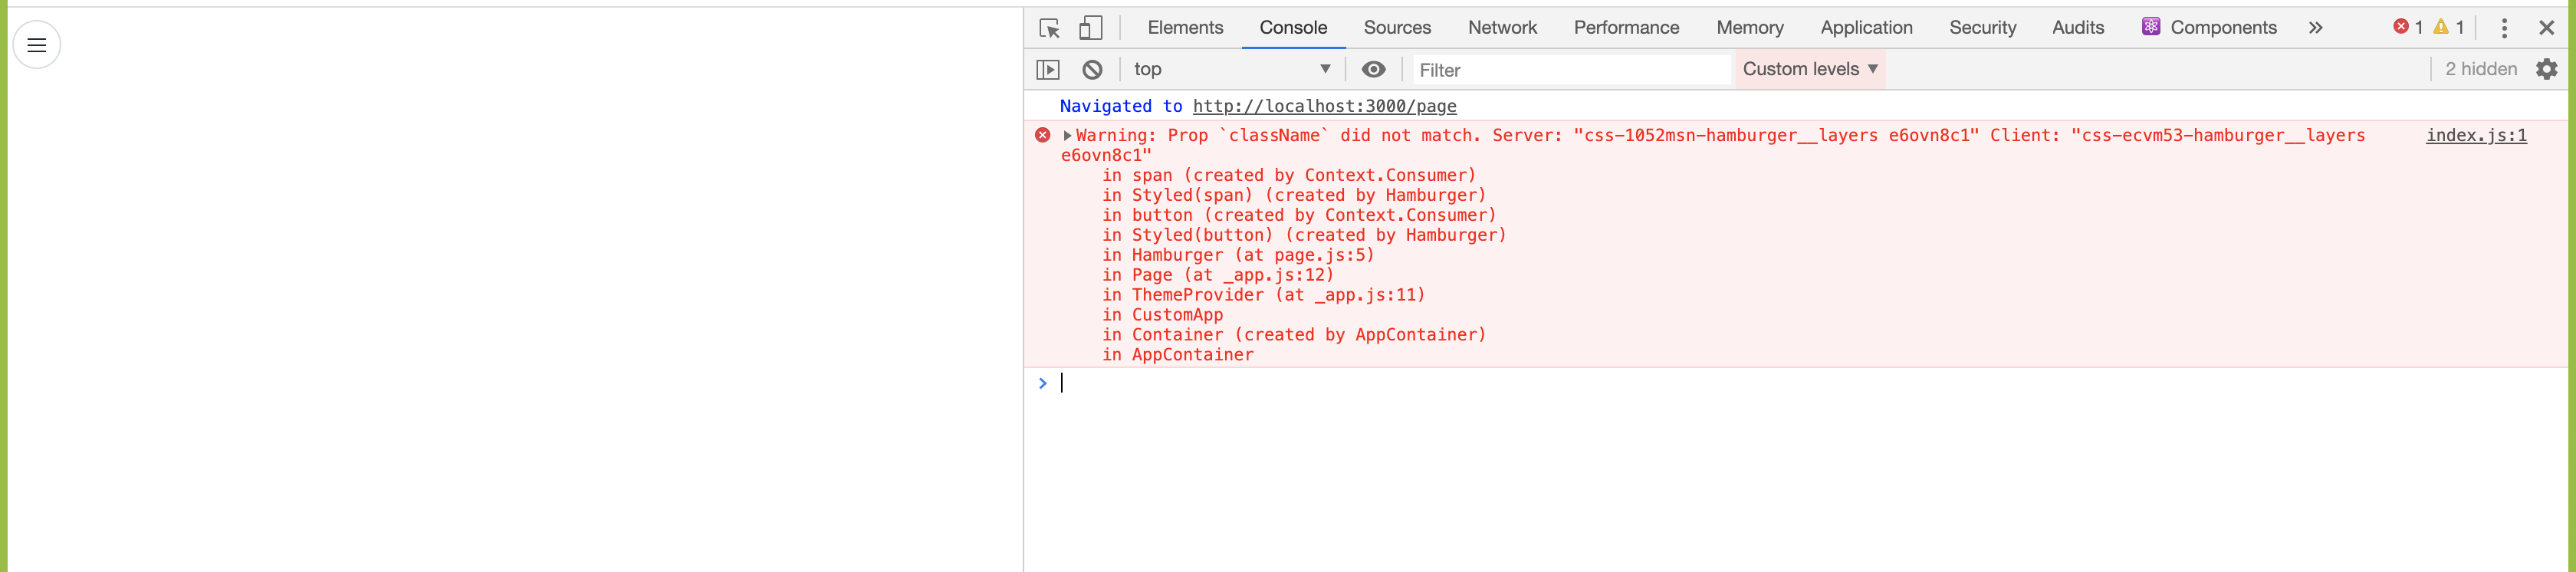 Elements Console Sources Network Performance Memory Application Security Audits Components » 1 1
top Filter Custom levels 2 hidden
Navigated to http://localhost:3000/page
Warning: Prop `className` did not match. Server: "css-1052msn-hamburger__layers e6ovn8c1" Client: "css-ecvm53-hamburger__layers index.js:1
e6ovn8c1"
in span (created by Context.Consumer)
in Styled(span) (created by Hamburger)
in button (created by Context.Consumer)
in Styled(button) (created by Hamburger)
in Hamburger (at page.js:5)
in Page (at _app.js:12)
in ThemeProvider (at _app.js:11)
in CustomApp
in Container (created by AppContainer)
in AppContainer
>